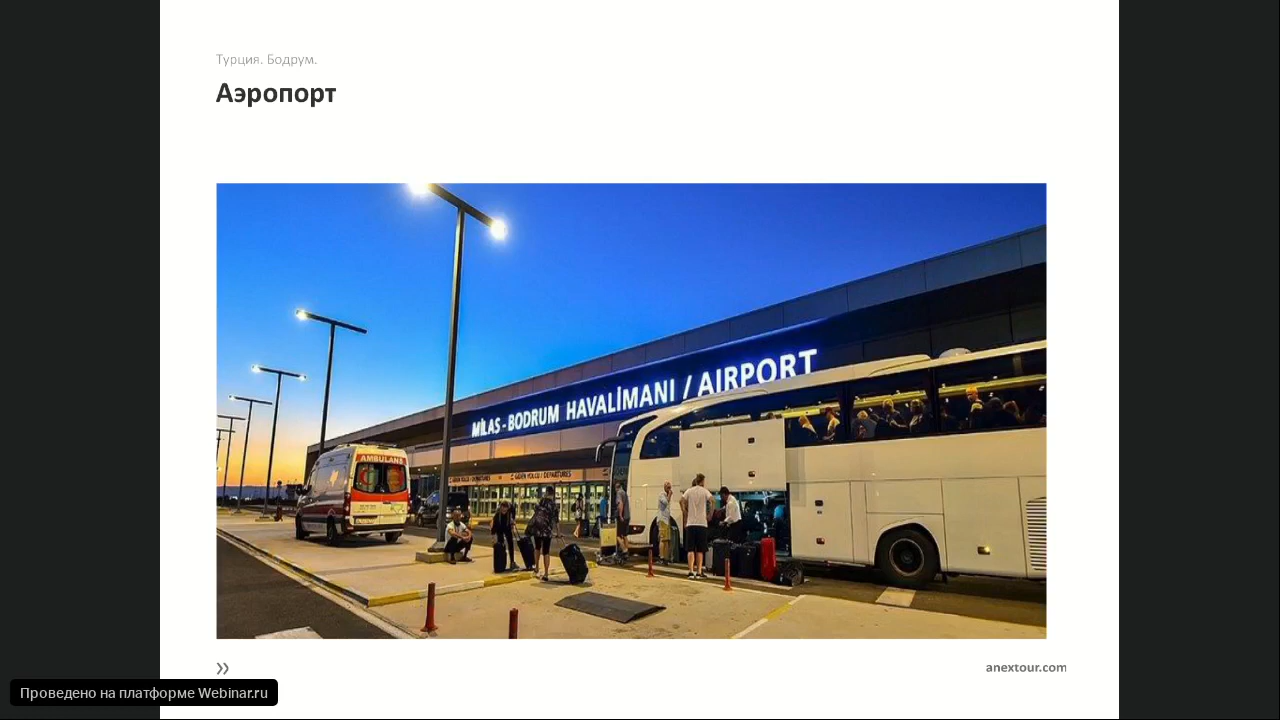 Турция. Бодрум.
Аэропорт
MİLAS - BODRUM HAVALİMANI / AIRPORT
AMBULANS
anextour.com
Проведено на платформе Webinar.ru